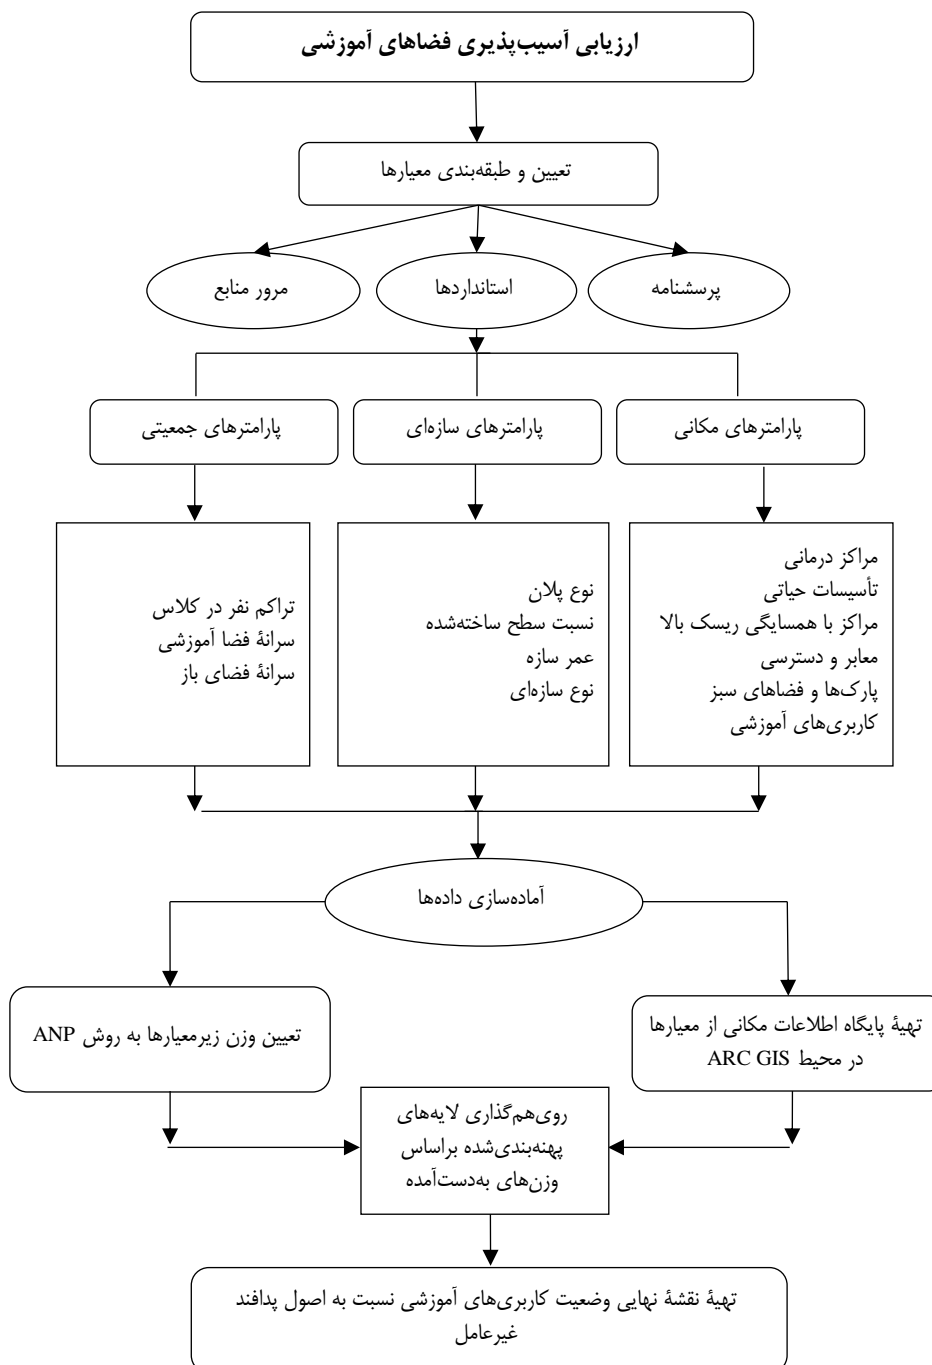 ارزیابی آسیب‌پذیری فضاهای آموزشی
تعیین و طبقه‌بندی معیارها
پرسشنامه
استانداردها
مرور منابع
پارامترهای مکانی
پارامترهای سازه‌ای
پارامترهای جمعیتی
مراکز درمانی
تأسیسات حیاتی
مراکز با همسایگی ریسک بالا
معابر و دسترسی
پارک‌ها و فضاهای سبز
کاربری‌های آموزشی
نوع پلان
نسبت سطح ساخته‌شده
عمر سازه
نوع سازه‌ای
تراکم نفر در کلاس
سرانهٔ فضا آموزشی
سرانهٔ فضای باز
آماده‌سازی داده‌ها
تهیهٔ پایگاه اطلاعات مکانی از معیارها
در محیط ARC GIS
تعیین وزن زیرمعیارها به روش ANP
روی‌هم‌گذاری لایه‌های
پهنه‌بندی‌شده براساس
وزن‌های به‌دست‌آمده
تهیهٔ نقشهٔ نهایی وضعیت کاربری‌های آموزشی نسبت به اصول پدافند
غیرعامل